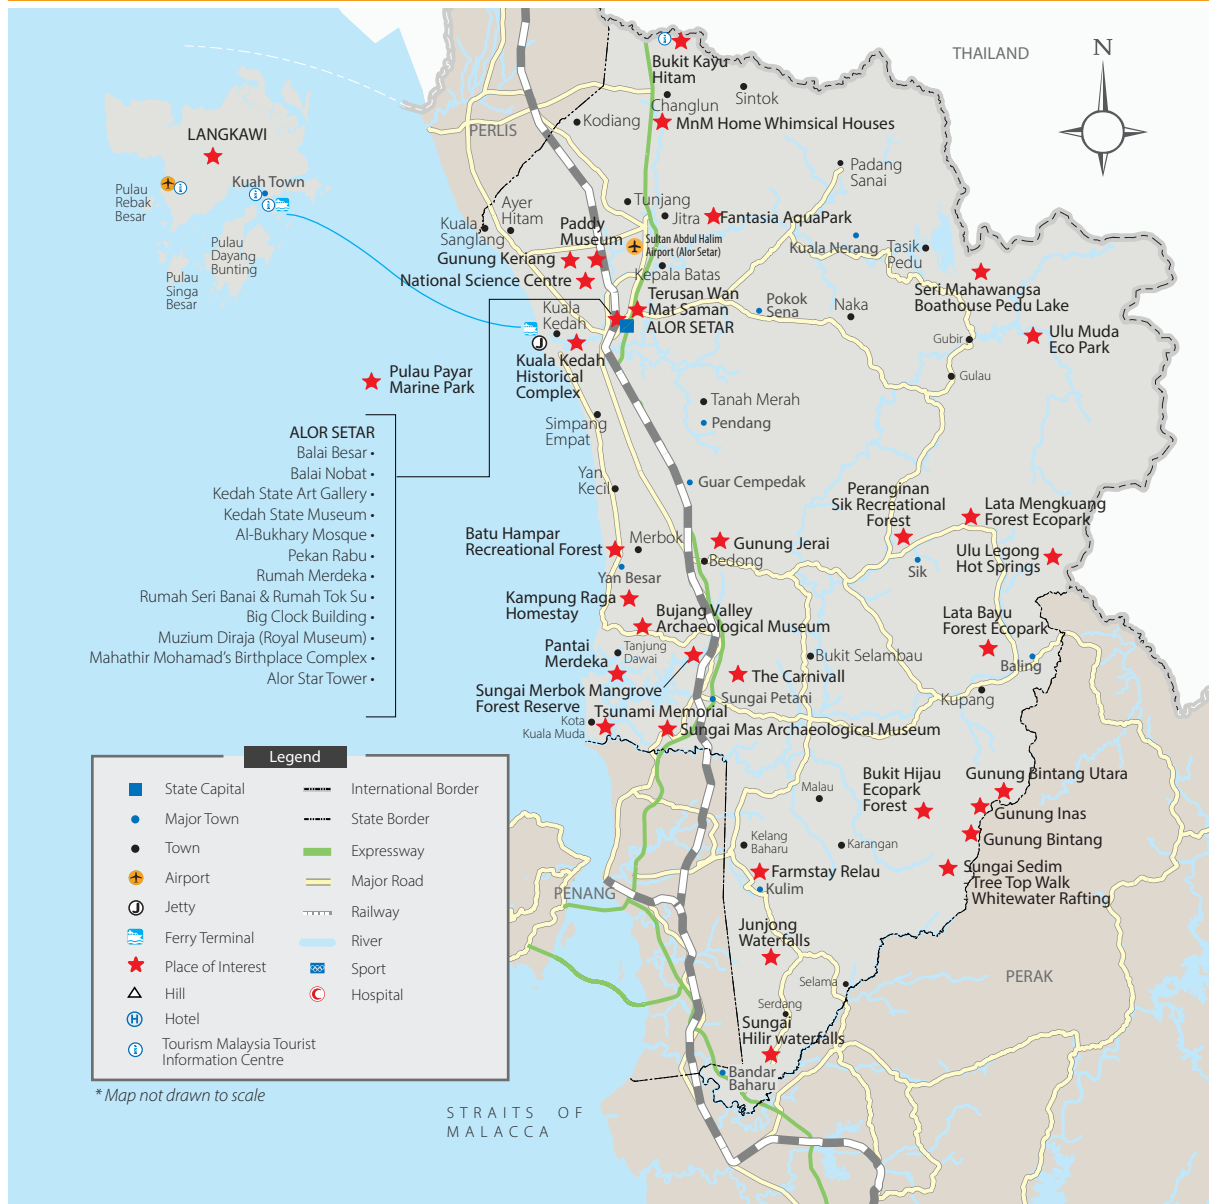 THAILAND
N
Bukit Kayu
Hitam
Changlun
Sintok
Kodiang
MnM Home Whimsical Houses
PERLIS
LANGKAWI
Kuah Town
Pulau
Rebak
Besar
Pulau
Dayang
Bunting
Pulau
Singa
Besar
Padang
Sanai
Ayer
Hitam
Tunjang
Jitra
Fantasia AquaPark
Kuala
Sanglang
Paddy
Museum
Sultan Abdul Halim
Airport (Alor Setar)
Kuala Nerang
Tasik
Pedu
Gunung Keriang
Kepala Batas
National Science Centre
Seri Mahawangsa
Boathouse Pedu Lake
Terusan Wan
Mat Saman
Pokok
Sena
Naka
Kuala
Kedah
ALOR SETAR
Ulu Muda
Eco Park
Gubir
Kuala Kedah
Historical
Complex
Pulau Payar
Marine Park
Gulau
Tanah Merah
Pendang
Simpang
Empat
ALOR SETAR
Balai Besar •
Balai Nobat •
Kedah State Art Gallery •
Kedah State Museum •
Al-Bukhary Mosque •
Pekan Rabu •
Rumah Merdeka •
Rumah Seri Banai & Rumah Tok Su •
Big Clock Building •
Muzium Diraja (Royal Museum) •
Mahathir Mohamad's Birthplace Complex •
Alor Star Tower •
Yan
Kecil
Guar Cempedak
Peranginan
Sik Recreational
Forest
Lata Mengkuang
Forest Ecopark
Batu Hampar
Recreational Forest
Merbok
Gunung Jerai
Bedong
Ulu Legong
Hot Springs
Sik
Yan Besar
Kampung Raga
Homestay
Bujang Valley
Archaeological Museum
Lata Bayu
Forest Ecopark
Pantai
Merdeka
Tanjung
Dawai
Bukit Selambau
Baling
The Carnivall
Sungai Merbok Mangrove
Forest Reserve
Sungai Petani
Kupang
Tsunami Memorial
Kota
Kuala Muda
Sungai Mas Archaeological Museum
Bukit Hijau
Ecopark
Forest
Gunung Bintang Utara
Malau
Gunung Inas
Kelang
Baharu
Karangan
Gunung Bintang
Farmstay Relau
Sungai Sedim
Tree Top Walk
Whitewater Rafting
Kulim
PENANG
Junjong
Waterfalls
PERAK
Selama
Serdang
Sungai
Hilir waterfalls
Bandar
Baharu
Legend
State Capital
Major Town
Town
Airport
Jetty
Ferry Terminal
Place of Interest
Hill
Hotel
Tourism Malaysia Tourist
Information Centre
International Border
State Border
Expressway
Major Road
Railway
River
Sport
Hospital
* Map not drawn to scale
STRAITS OF
MALACCA